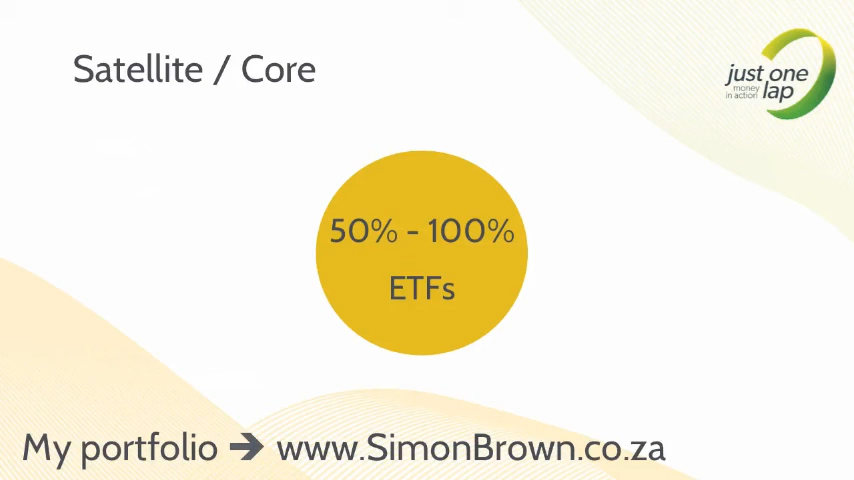 Satellite / Core
just one
money
in action lap
50% - 100%
ETFs
My portfolio ➔ www.SimonBrown.co.za